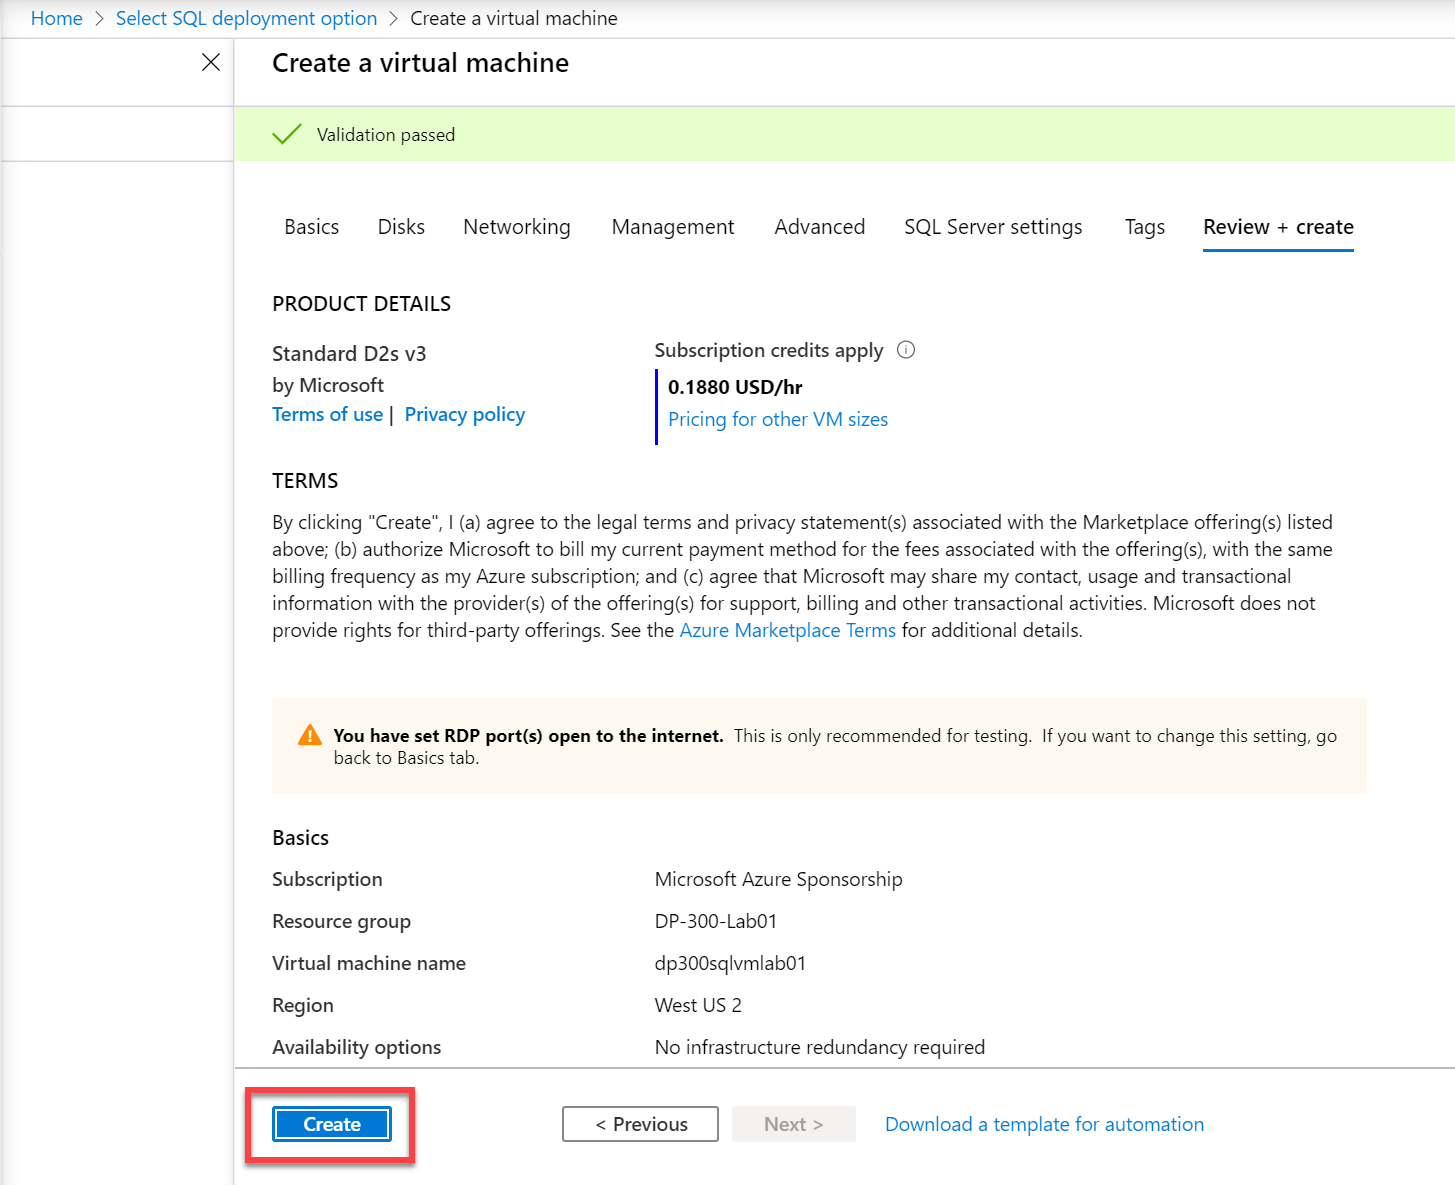 Home > Select SQL deployment option > Create a virtual machine
Create a virtual machine
Validation passed
Basics Disks Networking Management Advanced SQL Server settings Tags Review + create
PRODUCT DETAILS
Standard D2s v3
by Microsoft
Terms of use | Privacy policy
Subscription credits apply
0.1880 USD/hr
Pricing for other VM sizes
TERMS
By clicking "Create", I (a) agree to the legal terms and privacy statement(s) associated with the Marketplace offering(s) listed
above; (b) authorize Microsoft to bill my current payment method for the fees associated with the offering(s), with the same
billing frequency as my Azure subscription; and (c) agree that Microsoft may share my contact, usage and transactional
information with the provider(s) of the offering(s) for support, billing and other transactional activities. Microsoft does not
provide rights for third-party offerings. See the Azure Marketplace Terms for additional details.
You have set RDP port(s) open to the internet. This is only recommended for testing. If you want to change this setting, go
back to Basics tab.
Basics
Subscription Microsoft Azure Sponsorship
Resource group DP-300-Lab01
Virtual machine name dp300sqlvmlab01
Region West US 2
Availability options No infrastructure redundancy required
Create < Previous Next > Download a template for automation